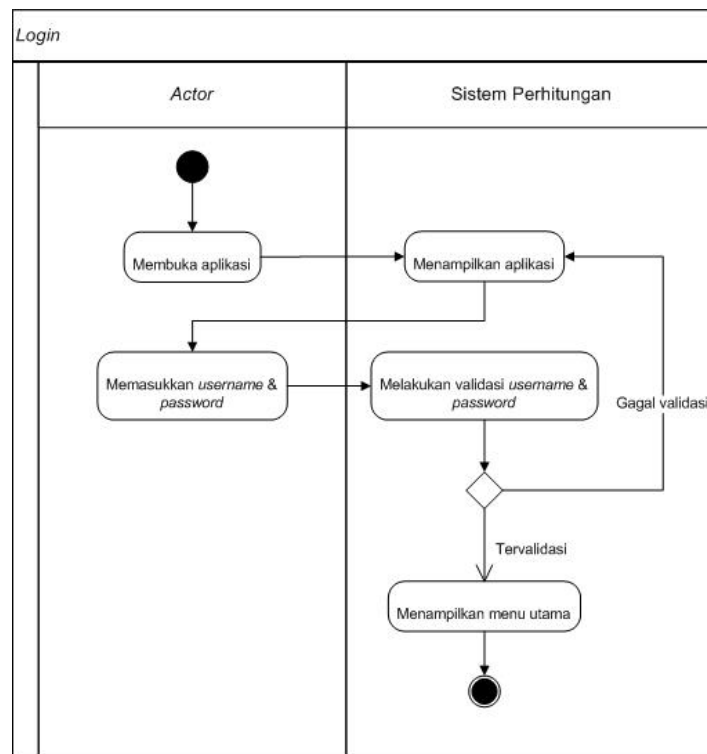 Login
Actor
Sistem Perhitungan
Membuka aplikasi
Menampilkan aplikasi
Memasukkan username &
password
Melakukan validasi username &
password
Gagal validasi
Tervalidasi
Menampilkan menu utama